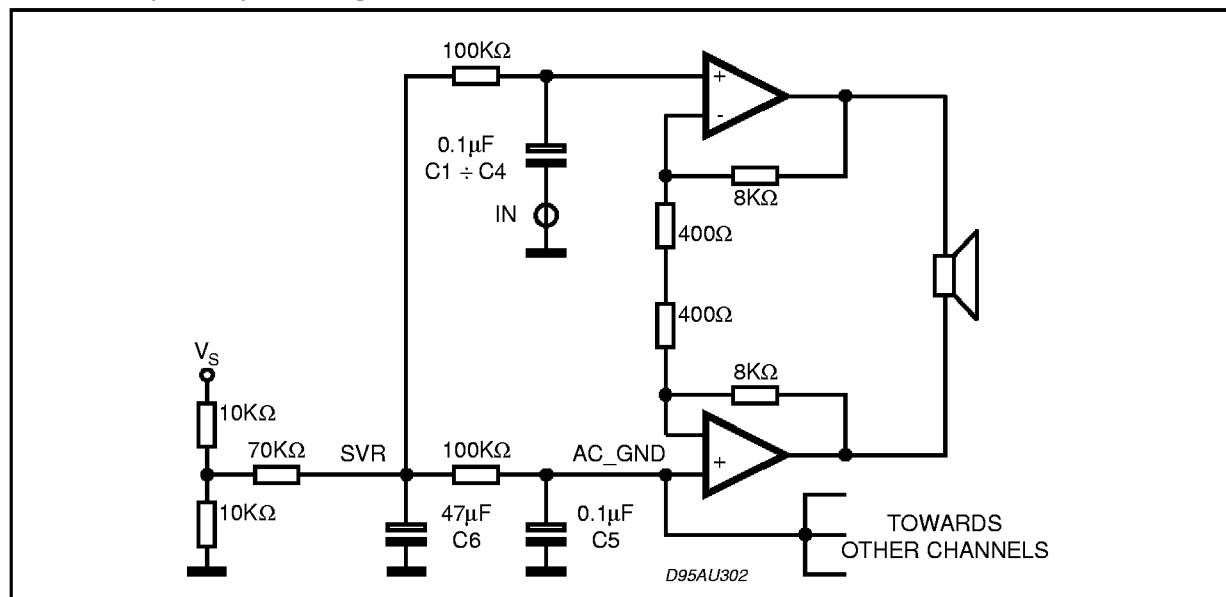 100KΩ
+
-
0.1μF
C1 ÷ C4
8KΩ
IN
400Ω
400Ω
VS
8KΩ
10KΩ
70KΩ
SVR
100KΩ
AC_GND
+
10KΩ
47μF
C6
0.1μF
C5
TOWARDS
OTHER CHANNELS
D95AU302